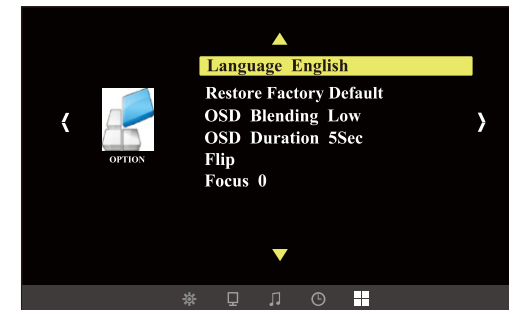 Language English
Restore Factory Default
OSD Blending Low
OSD Duration 5Sec
Flip
Focus 0
OPTION